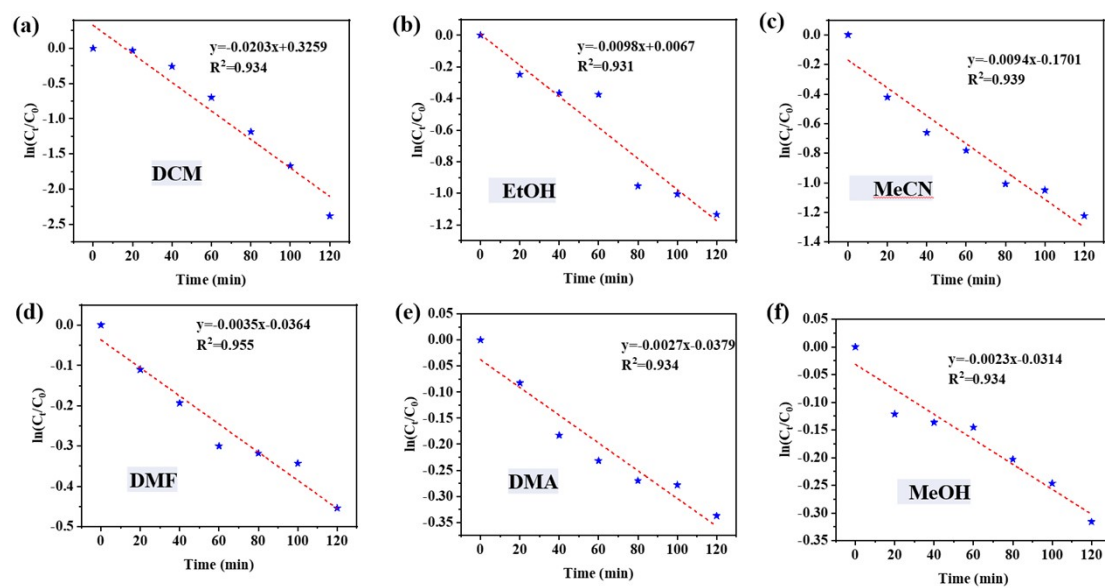 (a)
y=-0.0203x+0.3259
R²=0.934
DCM
ln(Cₜ/C₀)
0.0
-0.5
-1.0
-1.5
-2.0
-2.5
0 20 40 60 80 100 120
Time (min)
(b)
y=-0.0098x+0.0067
R²=0.931
EtOH
ln(Cₜ/C₀)
0.0
-0.2
-0.4
-0.6
-0.8
-1.0
-1.2
0 20 40 60 80 100 120
Time (min)
(c)
y=-0.0094x-0.1701
R²=0.939
MeCN
ln(Cₜ/C₀)
0.0
-0.2
-0.4
-0.6
-0.8
-1.0
-1.2
-1.4
0 20 40 60 80 100 120
Time (min)
(d)
y=-0.0035x-0.0364
R²=0.955
DMF
ln(Cₜ/C₀)
0.0
-0.1
-0.2
-0.3
-0.4
-0.5
0 20 40 60 80 100 120
Time (min)
(e)
y=-0.0027x-0.0379
R²=0.934
DMA
ln(Cₜ/C₀)
0.05
0.00
-0.05
-0.10
-0.15
-0.20
-0.25
-0.30
-0.35
0 20 40 60 80 100 120
Time (min)
(f)
y=-0.0023x-0.0314
R²=0.934
MeOH
ln(Cₜ/C₀)
0.05
0.00
-0.05
-0.10
-0.15
-0.20
-0.25
-0.30
-0.35
0 20 40 60 80 100 120
Time (min)